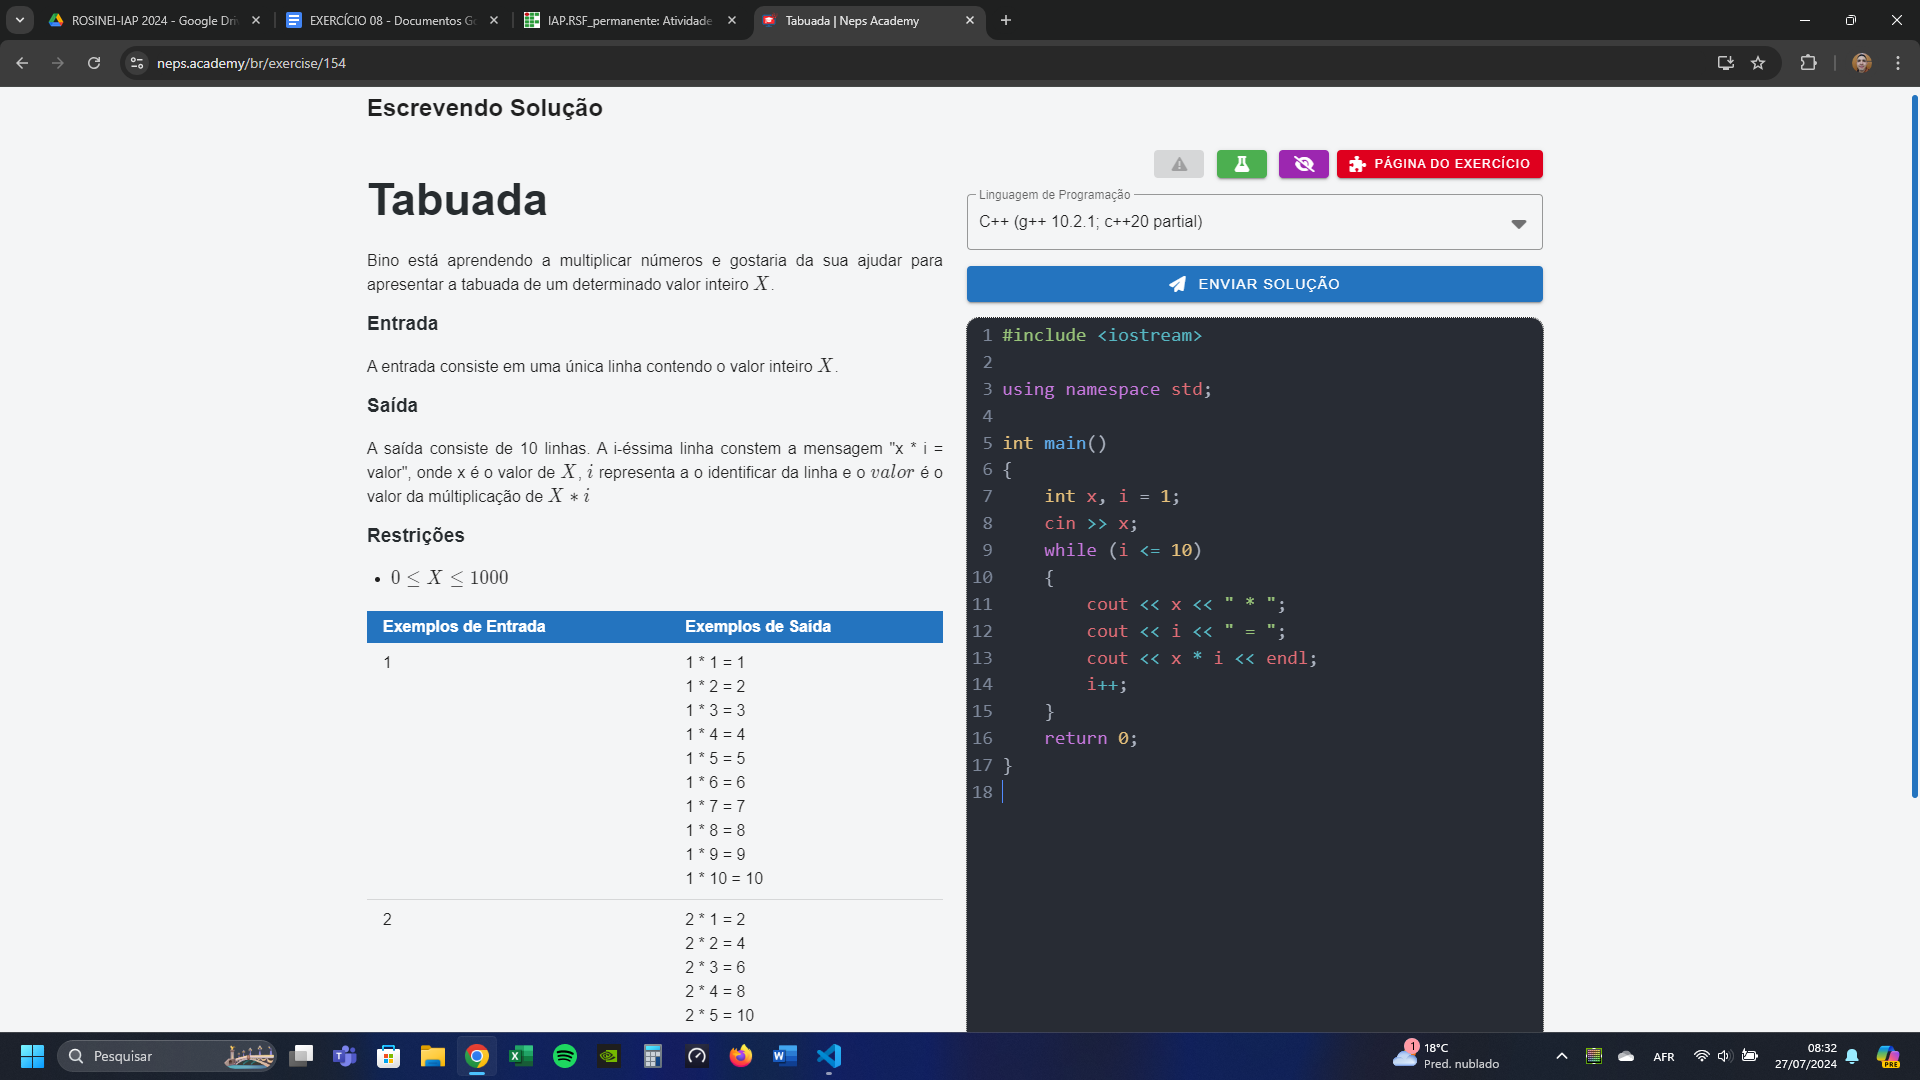 ROSINEI-IAP 2024 - Google Dri
EXERCÍCIO 08 - Documentos Go
IAP.RSF_permanente: Atividade
Tabuada | Neps Academy
neps.academy/br/exercise/154
Escrevendo Solução
PÁGINA DO EXERCÍCIO
Tabuada
Linguagem de Programação
C++ (g++ 10.2.1; c++20 partial)
Bino está aprendendo a multiplicar números e gostaria da sua ajudar para
apresentar a tabuada de um determinado valor inteiro X.
ENVIAR SOLUÇÃO
Entrada
A entrada consiste em uma única linha contendo o valor inteiro X.
Saída
A saída consiste de 10 linhas. A i-éssima linha constem a mensagem "x * i =
valor", onde x é o valor de X, i representa a o identificar da linha e o valor é o
valor da múltiplicação de X ∗ i
Restrições
• 0 ≤ X ≤ 1000
Exemplos de Entrada Exemplos de Saída
1 1 * 1 = 1
1 * 2 = 2
1 * 3 = 3
1 * 4 = 4
1 * 5 = 5
1 * 6 = 6
1 * 7 = 7
1 * 8 = 8
1 * 9 = 9
1 * 10 = 10
2 2 * 1 = 2
2 * 2 = 4
2 * 3 = 6
2 * 4 = 8
2 * 5 = 10
1 #include <iostream>
2
3 using namespace std;
4
5 int main()
6 {
7     int x, i = 1;
8     cin >> x;
9     while (i <= 10)
10     {
11         cout << x << " * ";
12         cout << i << " = ";
13         cout << x * i << endl;
14         i++;
15     }
16     return 0;
17 }
18
Pesquisar
1
18°C
Pred. nublado
AFR
08:32
27/07/2024
PRE